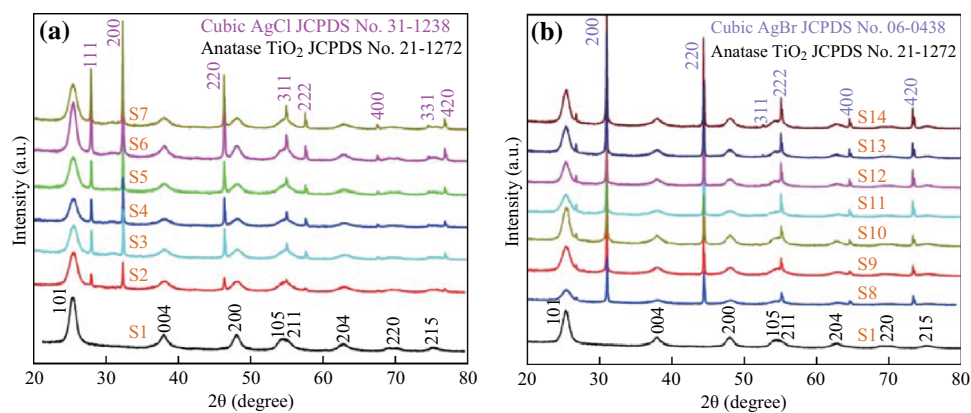 (a)
Cubic AgCl JCPDS No. 31-1238
Anatase TiO2 JCPDS No. 21-1272
111
200
220
311
222
400
331
420
S7
S6
S5
S4
S3
S2
S1
101
004
200
105
211
204
220
215
Intensity (a.u.)
20 30 40 50 60 70 80
2θ (degree)
(b)
Cubic AgBr JCPDS No. 06-0438
Anatase TiO2 JCPDS No. 21-1272
200
220
311
222
400
420
S14
S13
S12
S11
S10
S9
S8
S1
101
004
200
105
211
204
220
215
Intensity (a.u.)
20 30 40 50 60 70 80
2θ (degree)